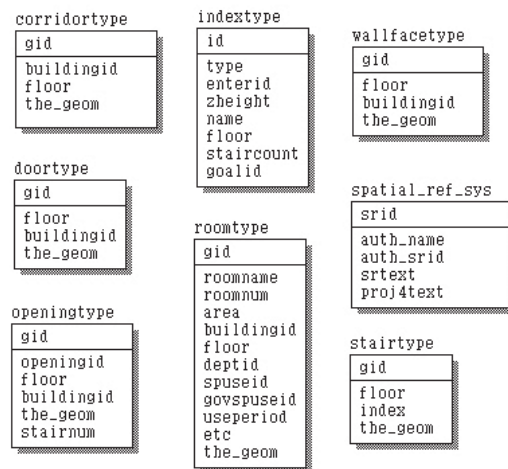 corridortype
gid
buildingid
floor
the_geom
doortype
gid
floor
buildingid
the_geom
openingtype
gid
openingid
floor
buildingid
the_geom
stairnum
indextype
id
type
enterid
zheight
name
floor
staircount
goalid
roomtype
gid
roomname
roomnum
area
buildingid
floor
deptid
spuseid
govspuseid
useperiod
etc
the_geom
wallfacetype
gid
floor
buildingid
the_geom
spatial_ref_sys
srid
auth_name
auth_srid
srtext
proj4text
stairtype
gid
floor
index
the_geom